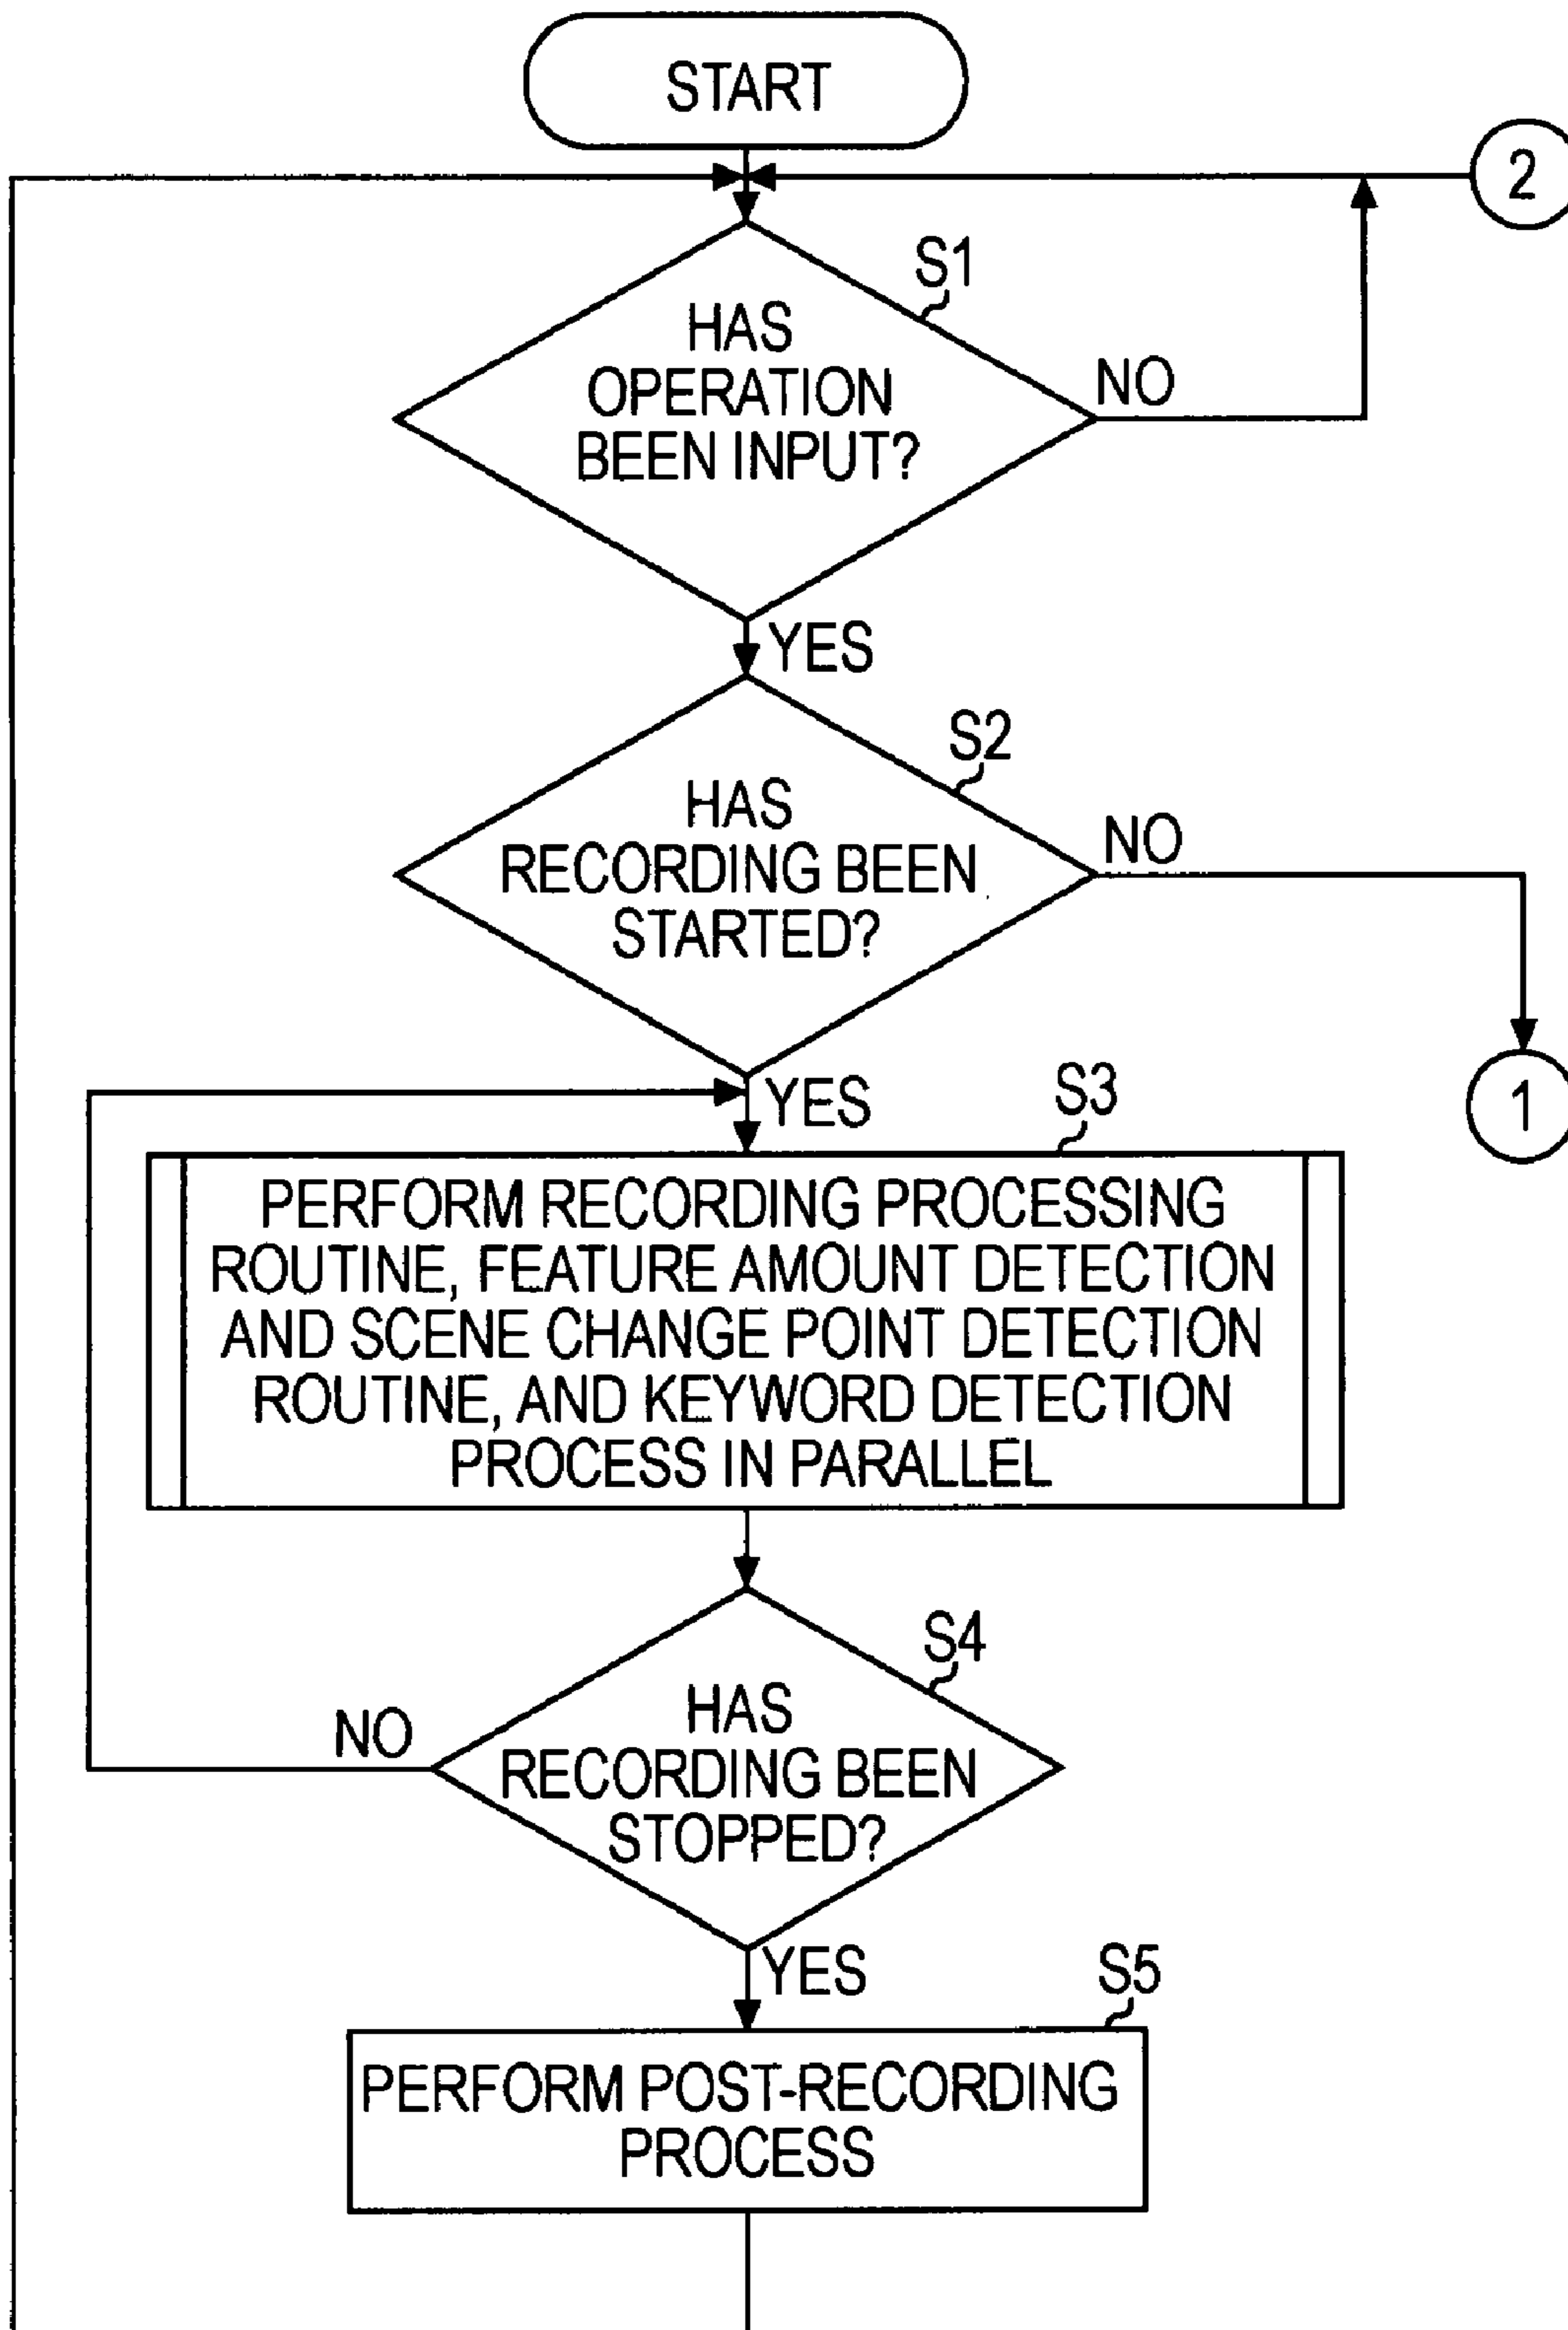 START
2
S1
HAS
OPERATION
BEEN INPUT?
NO
YES
S2
HAS
RECORDING BEEN
STARTED?
NO
1
YES
S3
PERFORM RECORDING PROCESSING
ROUTINE, FEATURE AMOUNT DETECTION
AND SCENE CHANGE POINT DETECTION
ROUTINE, AND KEYWORD DETECTION
PROCESS IN PARALLEL
S4
HAS
RECORDING BEEN
STOPPED?
NO
YES
S5
PERFORM POST-RECORDING
PROCESS